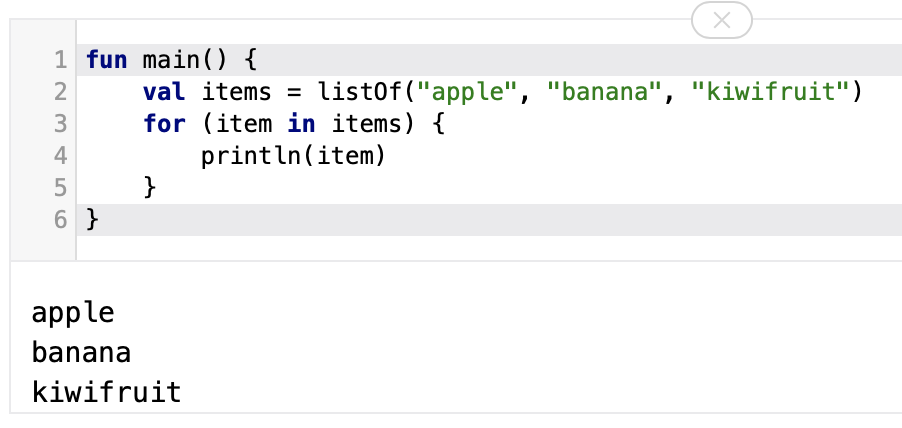 1 fun main() {
2     val items = listOf("apple", "banana", "kiwifruit")
3     for (item in items) {
4         println(item)
5     }
6 }
apple
banana
kiwifruit